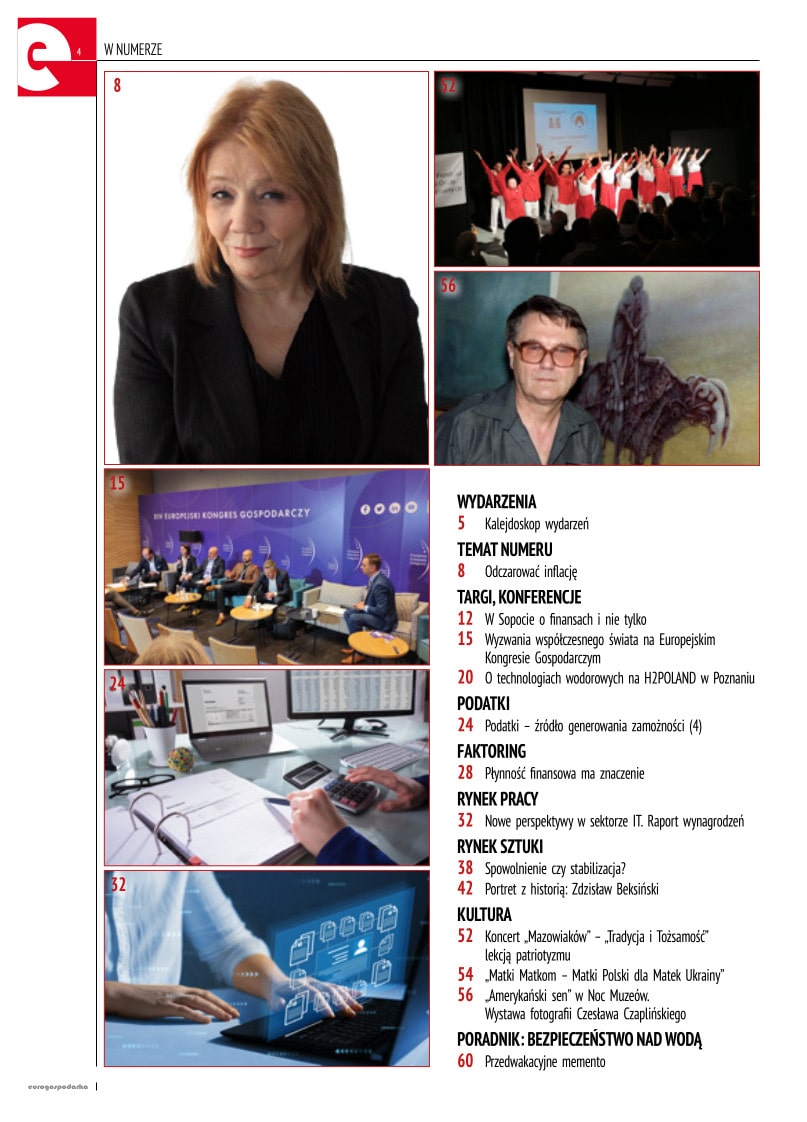 4
W NUMERZE
8
52
56
15
XIV EUROPEJSKI KONGRES GOSPODARCZY
24
32
WYDARZENIA
5 Kalejdoskop wydarzeń
TEMAT NUMERU
8 Odczarować inflację
TARGI, KONFERENCJE
12 W Sopocie o finansach i nie tylko
15 Wyzwania współczesnego świata na Europejskim
Kongresie Gospodarczym
20 O technologiach wodorowych na H2POLAND w Poznaniu
PODATKI
24 Podatki – źródło generowania zamożności (4)
FAKTORING
28 Płynność finansowa ma znaczenie
RYNEK PRACY
32 Nowe perspektywy w sektorze IT. Raport wynagrodzeń
RYNEK SZTUKI
38 Spowolnienie czy stabilizacja?
42 Portret z historią: Zdzisław Beksiński
KULTURA
52 Koncert „Mazowiaków” – „Tradycja i Tożsamość”
lekcją patriotyzmu
54 „Matki Matkom – Matki Polski dla Matek Ukrainy”
56 „Amerykański sen” w Noc Muzeów.
Wystawa fotografii Czesława Czaplińskiego
PORADNIK: BEZPIECZEŃSTWO NAD WODĄ
60 Przedwakacyjne memento
eurogospodarka